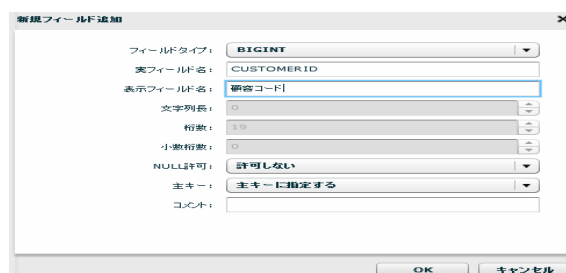 新規フィールド追加 ×
フィールドタイプ: BIGINT
実フィールド名: CUSTOMERID
表示フィールド名: 顧客コード
文字列長: 0
桁数: 19
小数桁数: 0
NULL許可: 許可しない
主キー: 主キーに指定する
コメント:
OK キャンセル